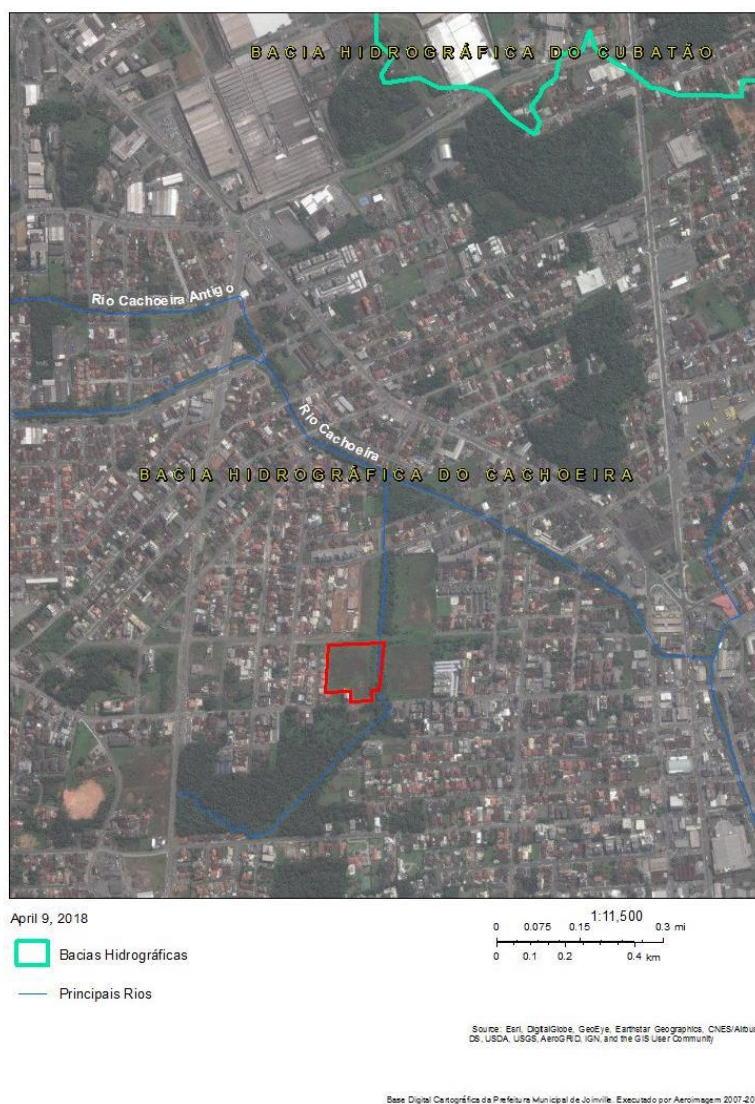 BACIA HIDROGRÁFICA DO CUBATÃO
Rio Cachoeira Antigo
Rio Cachoeira
BACIA HIDROGRÁFICA DO CACHOEIRA
April 9, 2018
1:11,500
0 0.075 0.15 0.3 mi
0 0.1 0.2 0.4 km
Bacias Hidrográficas
Principais Rios
Source: Esri, DigitalGlobe, GeoEye, Earthstar Geographics, CNES/Airbus
DS, USDA, USGS, AeroGRID, IGN, and the GIS User Community
Base Digital Cartográfica da Prefeitura Municipal de Joinville. Executado por Aeroimagem 2007-20